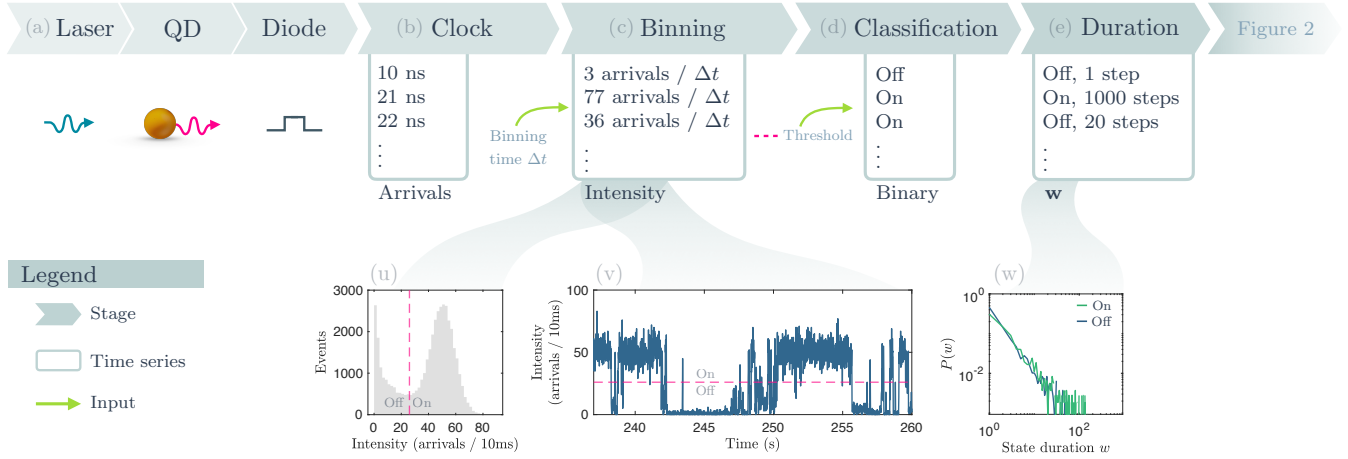 (a) Laser
QD
Diode
(b) Clock
(c) Binning
(d) Classification
(e) Duration
Figure 2
10 ns
21 ns
22 ns
⋮
Arrivals
Binning
time Δt
3 arrivals / Δt
77 arrivals / Δt
36 arrivals / Δt
⋮
Intensity
Threshold
Off
On
On
⋮
Binary
Off, 1 step
On, 1000 steps
Off, 20 steps
⋮
w
Legend
Stage
Time series
Input
(u)
3000
2000
1000
0
Events
Off
On
0 20 40 60 80
Intensity (arrivals / 10ms)
(v)
100
50
0
Intensity
(arrivals / 10ms)
On
Off
240 245 250 255 260
Time (s)
(w)
10^0
10^-2
P(w)
On
Off
10^0 10^2
State duration w